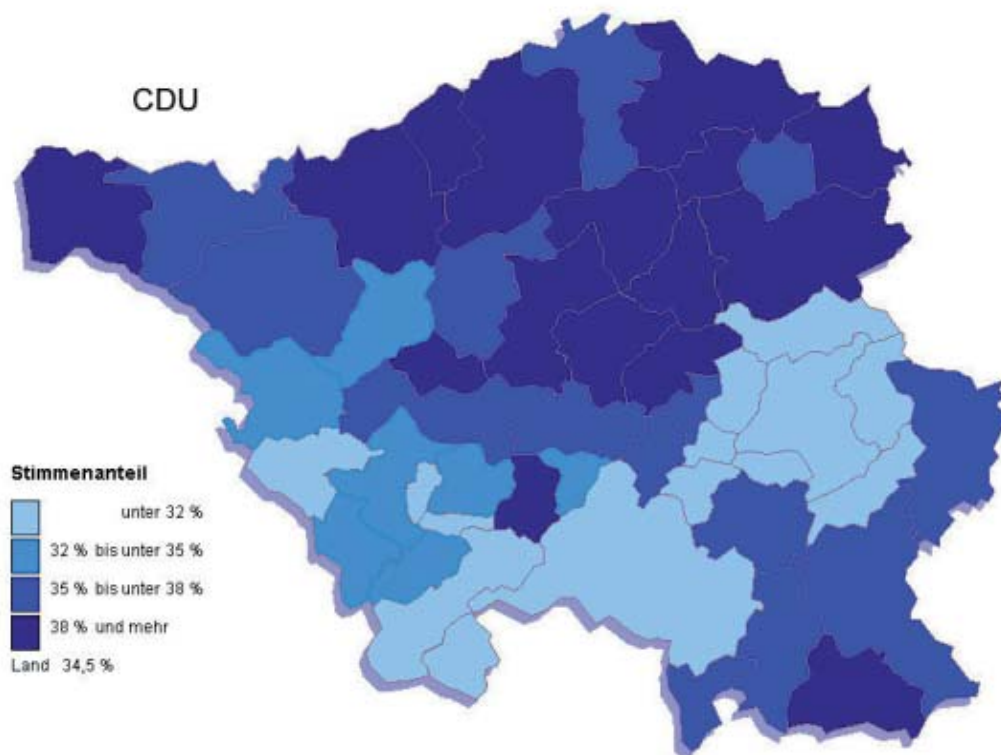 CDU
Stimmenanteil
unter 32 %
32 % bis unter 35 %
35 % bis unter 38 %
38 % und mehr
Land 34,5 %